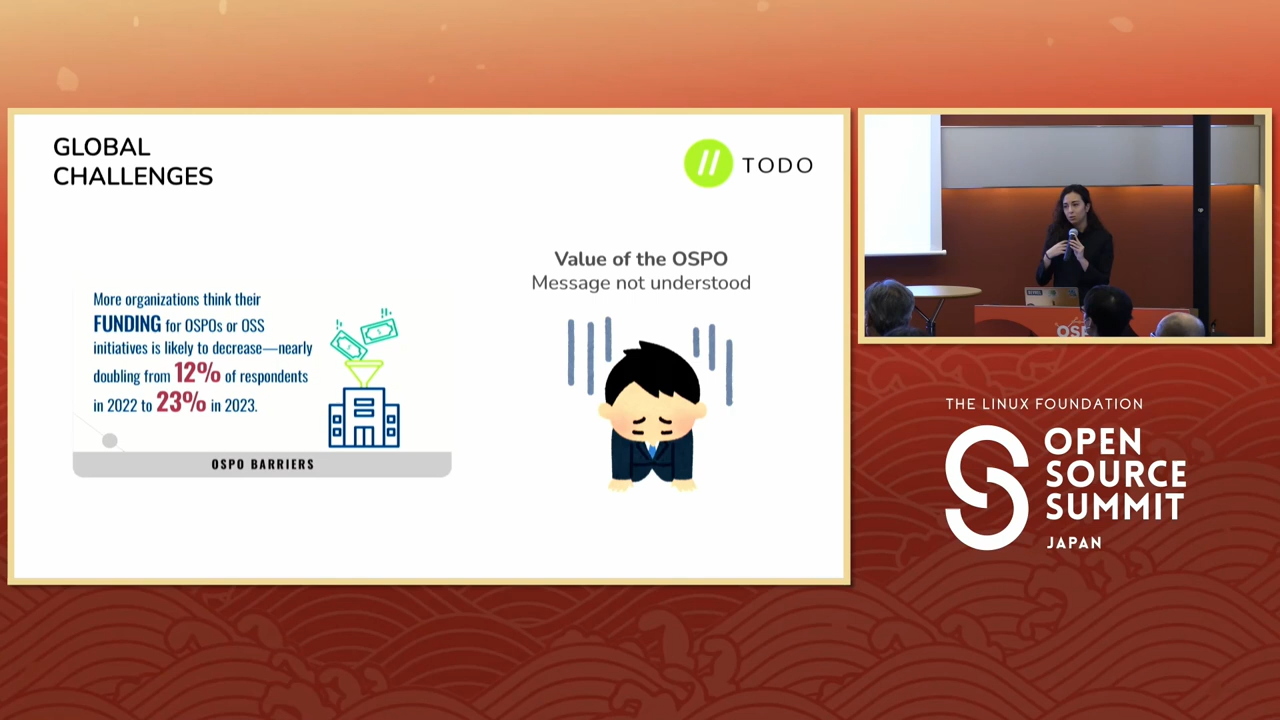 GLOBAL
CHALLENGES
// TODO
More organizations think their
FUNDING for OSPOs or OSS
initiatives is likely to decrease—nearly
doubling from 12% of respondents
in 2022 to 23% in 2023.
OSPO BARRIERS
Value of the OSPO
Message not understood
THE LINUX FOUNDATION
OPEN
SOURCE
SUMMIT
JAPAN